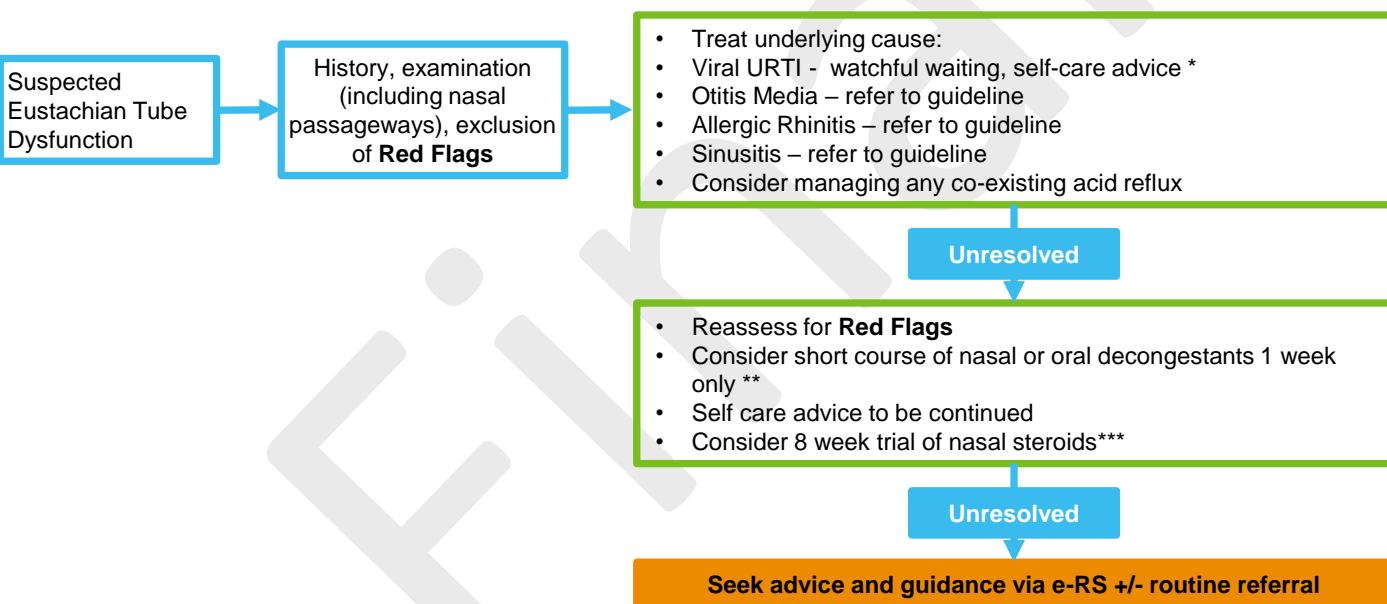 Suspected
Eustachian Tube
Dysfunction
History, examination
(including nasal
passageways), exclusion
of Red Flags
• Treat underlying cause:
• Viral URTI - watchful waiting, self-care advice *
• Otitis Media – refer to guideline
• Allergic Rhinitis – refer to guideline
• Sinusitis – refer to guideline
• Consider managing any co-existing acid reflux
Unresolved
• Reassess for Red Flags
• Consider short course of nasal or oral decongestants 1 week
only **
• Self care advice to be continued
• Consider 8 week trial of nasal steroids***
Unresolved
Seek advice and guidance via e-RS +/- routine referral